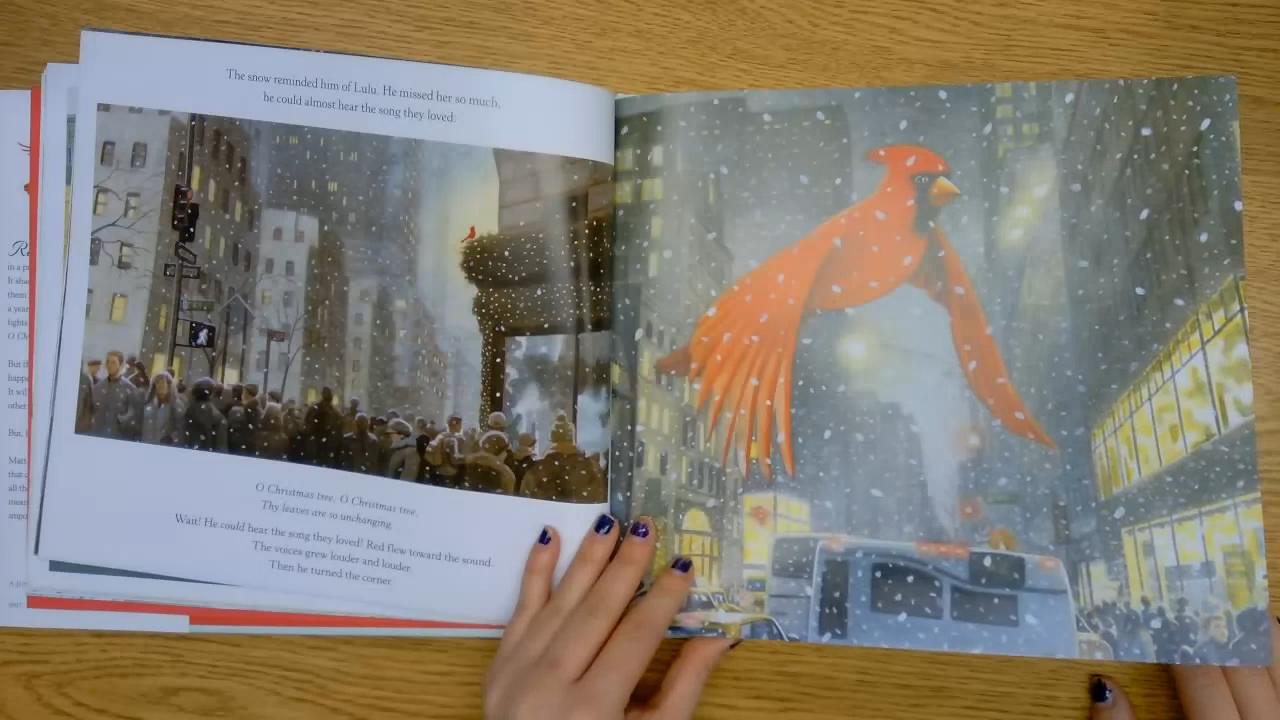 The snow reminded him of Lulu. He missed her so much,
he could almost hear the song they loved:
O Christmas tree, O Christmas tree,
Thy leaves are so unchanging.
Wait! He could hear the song they loved! Red flew toward the sound.
The voices grew louder and louder.
Then he turned the corner